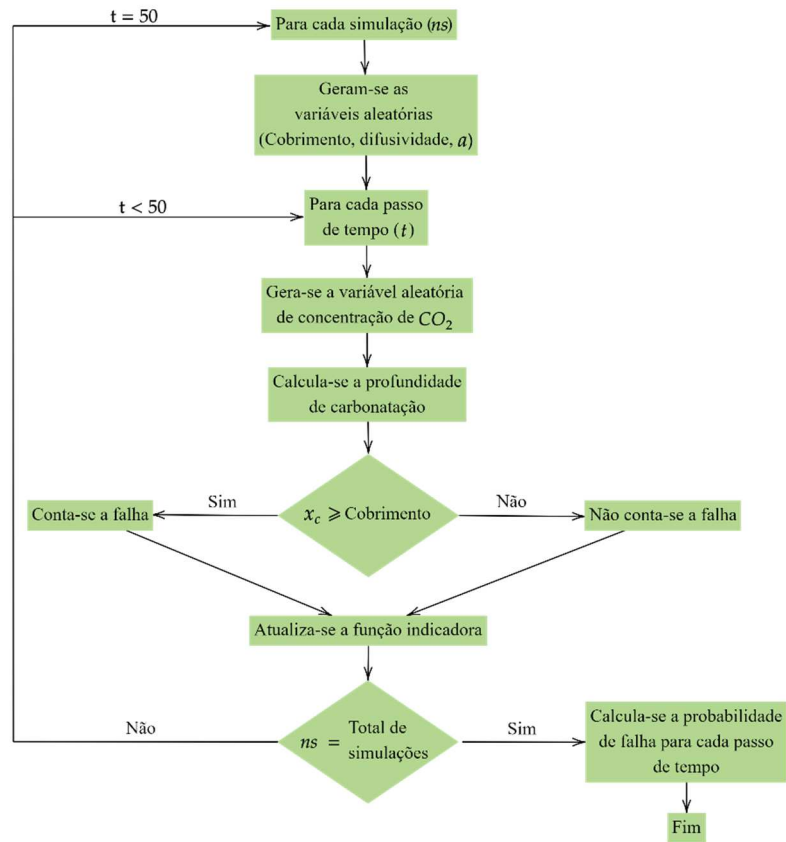 t = 50
Para cada simulação (ns)
Geram-se as
variáveis aleatórias
(Cobrimento, difusividade, a)
t < 50
Para cada passo
de tempo (t)
Gera-se a variável aleatória
de concentração de CO₂
Calcula-se a profundidade
de carbonatação
Sim
Não
Conta-se a falha
x_c ⩾ Cobrimento
Não conta-se a falha
Atualiza-se a função indicadora
Não
ns = Total de
simulações
Sim
Calcula-se a probabilidade
de falha para cada passo
de tempo
Fim